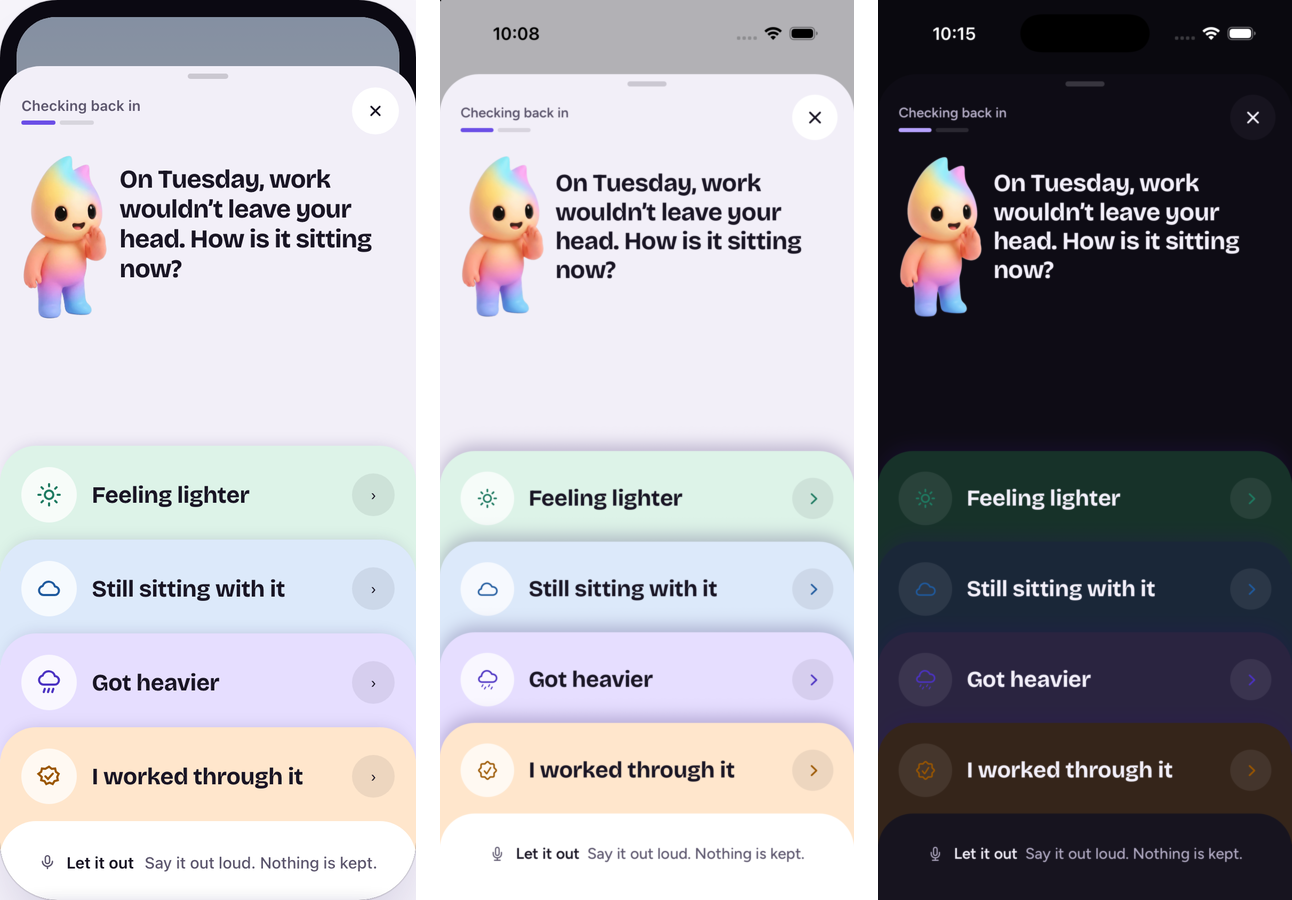 Checking back in
On Tuesday, work
wouldn’t leave your
head. How is it sitting
now?
Feeling lighter
Still sitting with it
Got heavier
I worked through it
Let it out Say it out loud. Nothing is kept.
10:08
Checking back in
On Tuesday, work
wouldn’t leave your
head. How is it sitting
now?
Feeling lighter
Still sitting with it
Got heavier
I worked through it
Let it out Say it out loud. Nothing is kept.
10:15
Checking back in
On Tuesday, work
wouldn’t leave your
head. How is it sitting
now?
Feeling lighter
Still sitting with it
Got heavier
I worked through it
Let it out Say it out loud. Nothing is kept.